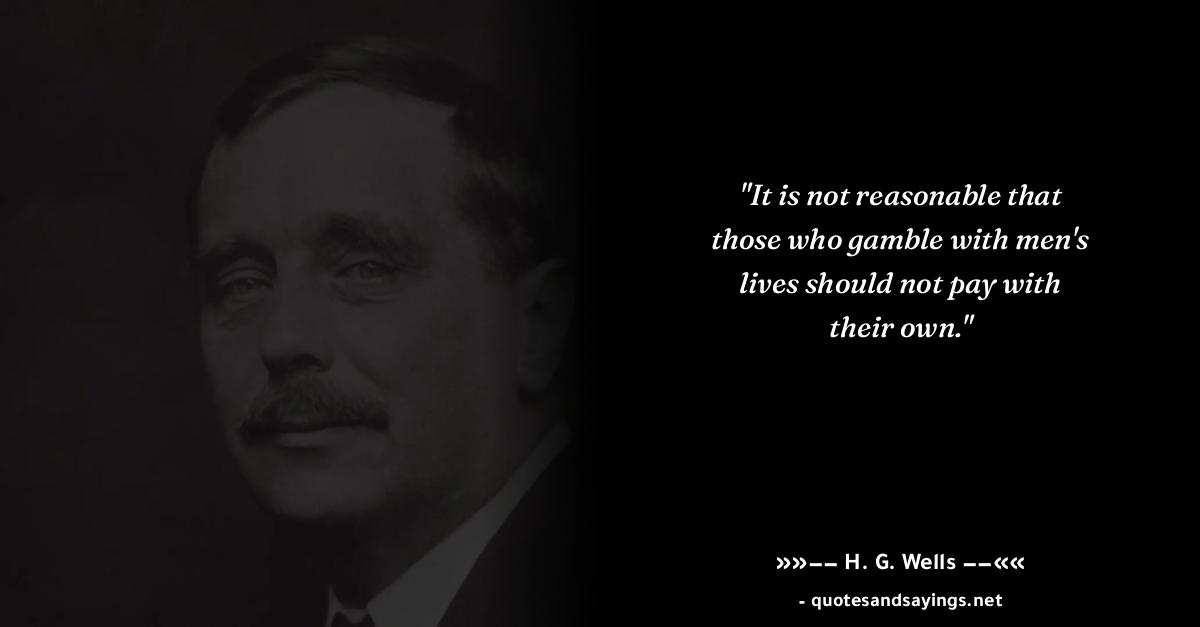 "It is not reasonable that
those who gamble with men's
lives should not pay with
their own."
»»–– H. G. Wells ––««
- quotesandsayings.net